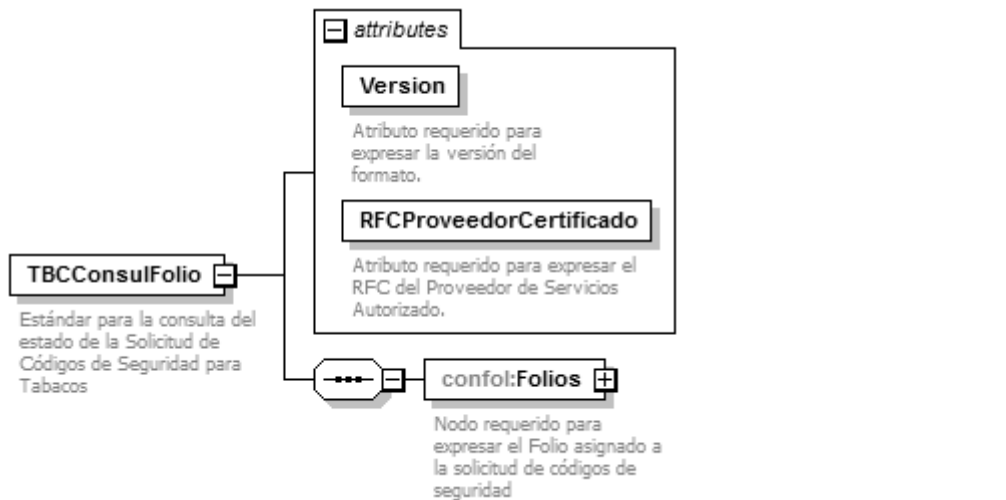 attributes
Version
Atributo requerido para
expresar la versión del
formato.
RFCProveedorCertificado
Atributo requerido para expresar el
RFC del Proveedor de Servicios
Autorizado.
TBCConsulFolio
Estándar para la consulta del
estado de la Solicitud de
Códigos de Seguridad para
Tabacos
confol:Folios
Nodo requerido para
expresar el Folio asignado a
la solicitud de códigos de
seguridad